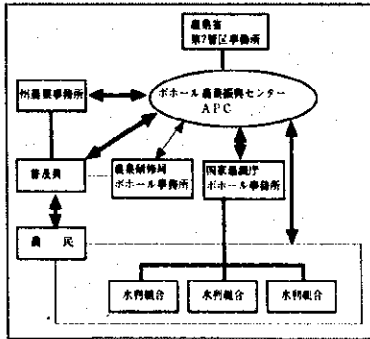 農業省
第7管区事務所
ボホール農業振興センター
APC
州農業事務所
普及員
農業研修局
ボホール事務所
国家灌漑庁
ボホール事務所
農 民
水利組合
水利組合
水利組合